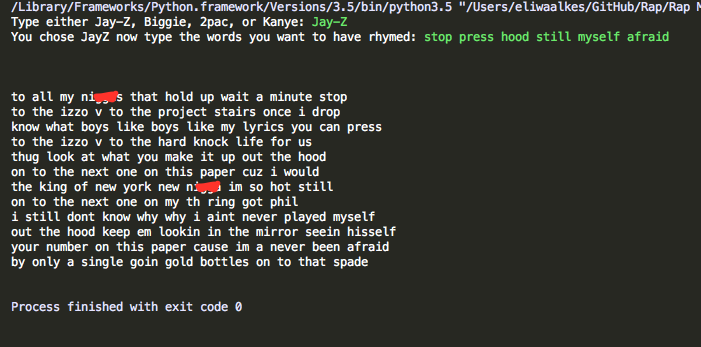 /Library/Frameworks/Python.framework/Versions/3.5/bin/python3.5 "/Users/eliwaalkes/GitHub/Rap/Rap M
Type either Jay-Z, Biggie, 2pac, or Kanye: Jay-Z
You chose JayZ now type the words you want to have rhymed: stop press hood still myself afraid
to all my that hold up wait a minute stop
to the izzo v to the project stairs once i drop
know what boys like boys like my lyrics you can press
to the izzo v to the hard knock life for us
thug look at what you make it up out the hood
on to the next one on this paper cuz i would
the king of new york new im so hot still
on to the next one on my th ring got phil
i still dont know why why i aint never played myself
out the hood keep em lookin in the mirror seein hisself
your number on this paper cause im a never been afraid
by only a single goin gold bottles on to that spade
Process finished with exit code 0